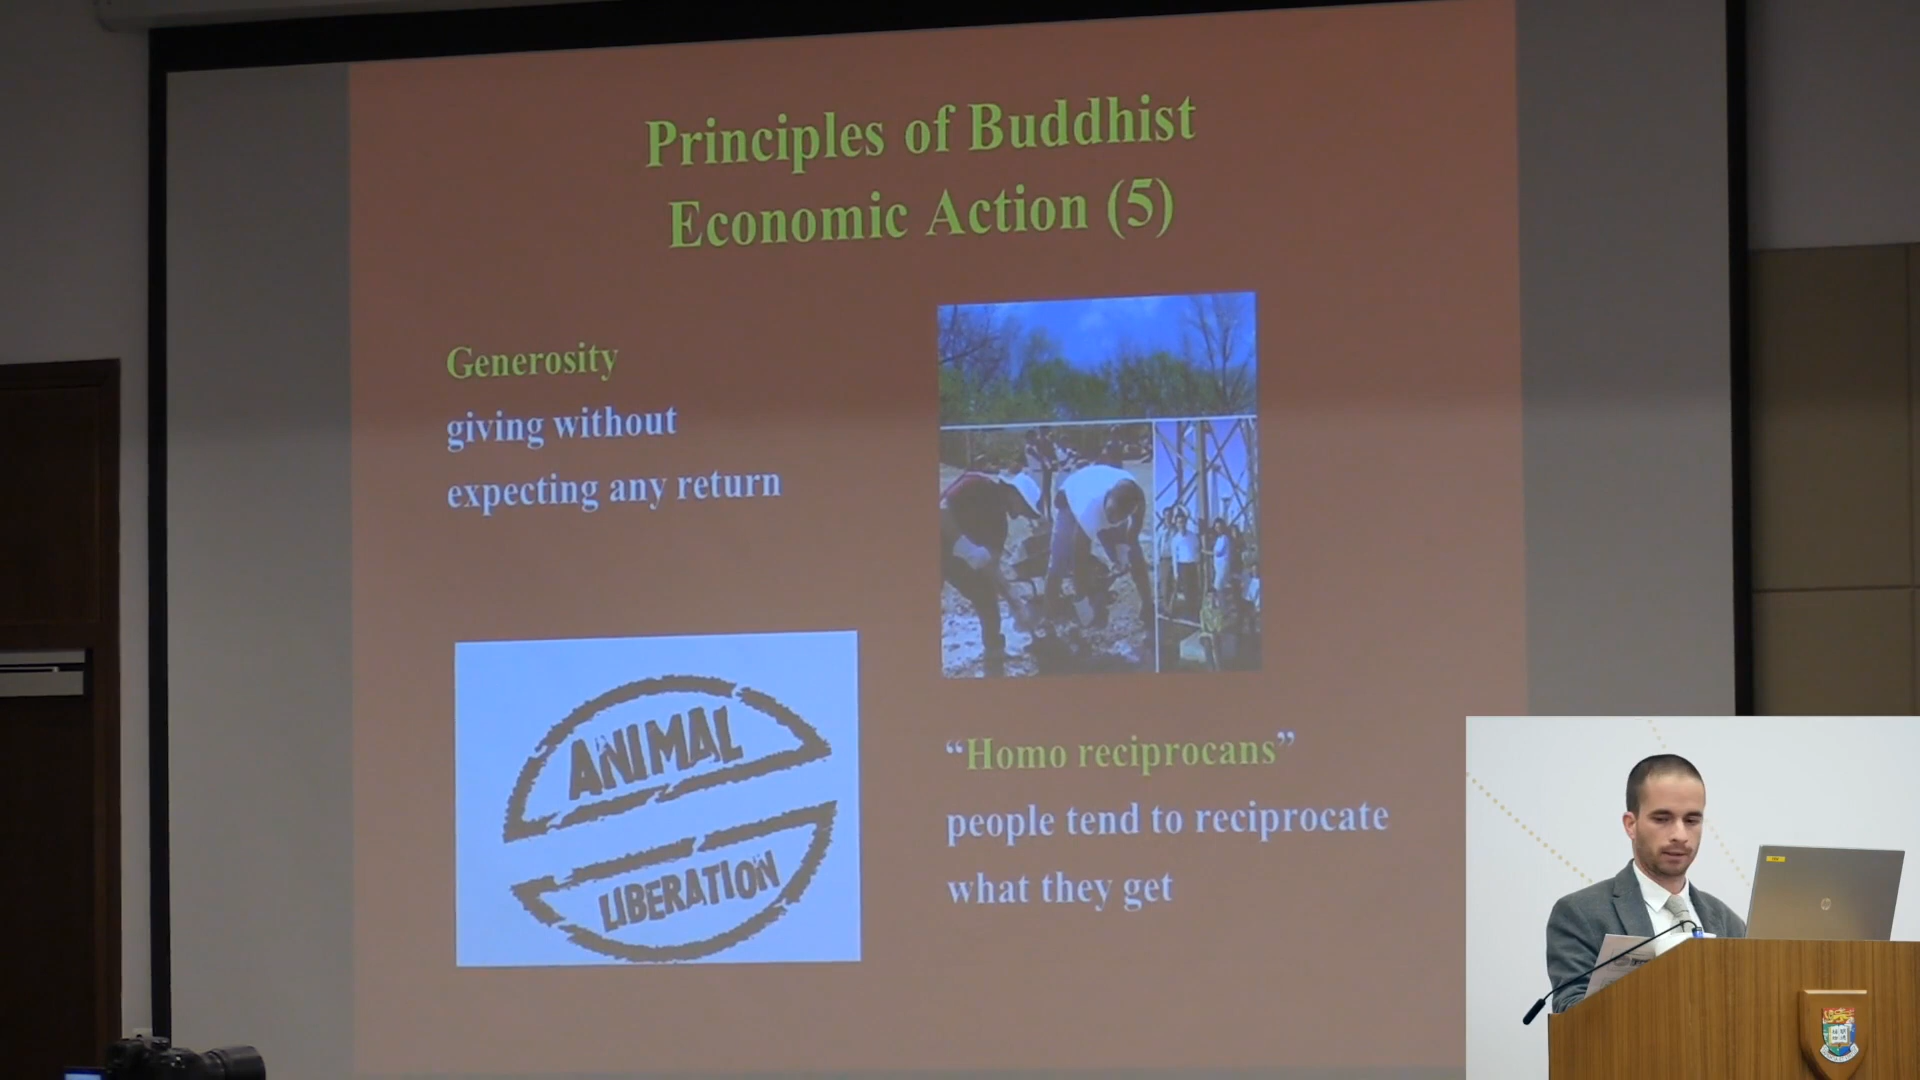 Principles of Buddhist
Economic Action (5)
Generosity
giving without
expecting any return
ANIMAL
LIBERATION
“Homo reciprocans”
people tend to reciprocate
what they get
hp